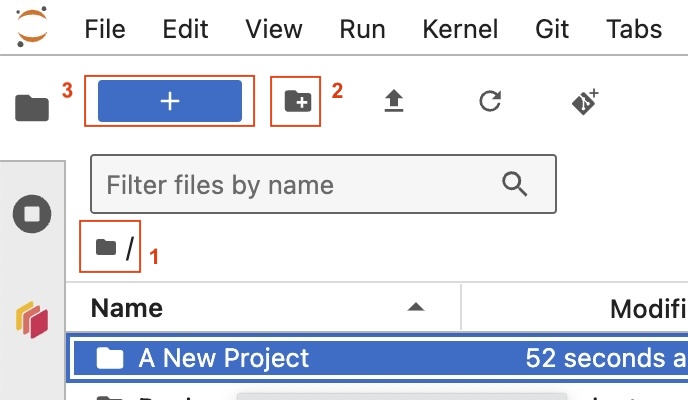 File Edit View Run Kernel Git Tabs
3 + 2
Filter files by name
/ 1
Name Modifi
A New Project 52 seconds a